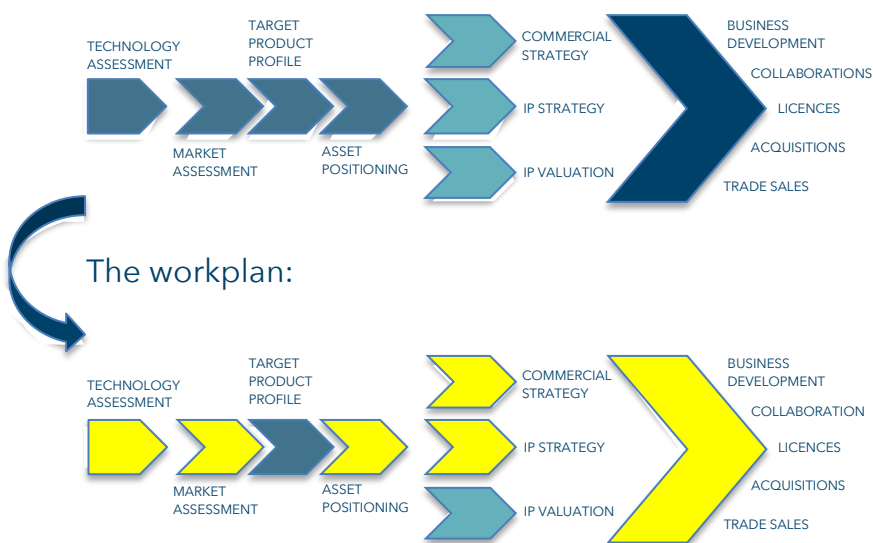 TECHNOLOGY
ASSESSMENT
TARGET
PRODUCT
PROFILE
MARKET
ASSESSMENT
ASSET
POSITIONING
COMMERCIAL
STRATEGY
IP STRATEGY
IP VALUATION
BUSINESS
DEVELOPMENT
COLLABORATIONS
LICENCES
ACQUISITIONS
TRADE SALES
The workplan:
TECHNOLOGY
ASSESSMENT
TARGET
PRODUCT
PROFILE
MARKET
ASSESSMENT
ASSET
POSITIONING
COMMERCIAL
STRATEGY
IP STRATEGY
IP VALUATION
BUSINESS
DEVELOPMENT
COLLABORATION
LICENCES
ACQUISITIONS
TRADE SALES